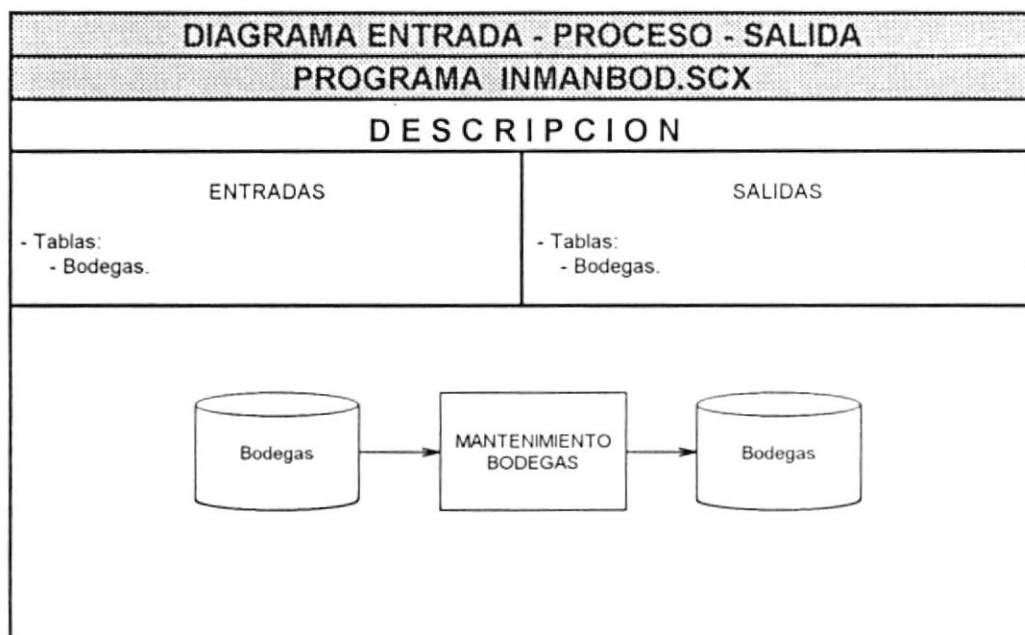 DIAGRAMA ENTRADA - PROCESO - SALIDA
PROGRAMA INMANBOD.SCX
DESCRIPCION
ENTRADAS
- Tablas:
- Bodegas.
SALIDAS
- Tablas:
- Bodegas.
Bodegas
MANTENIMIENTO
BODEGAS
Bodegas